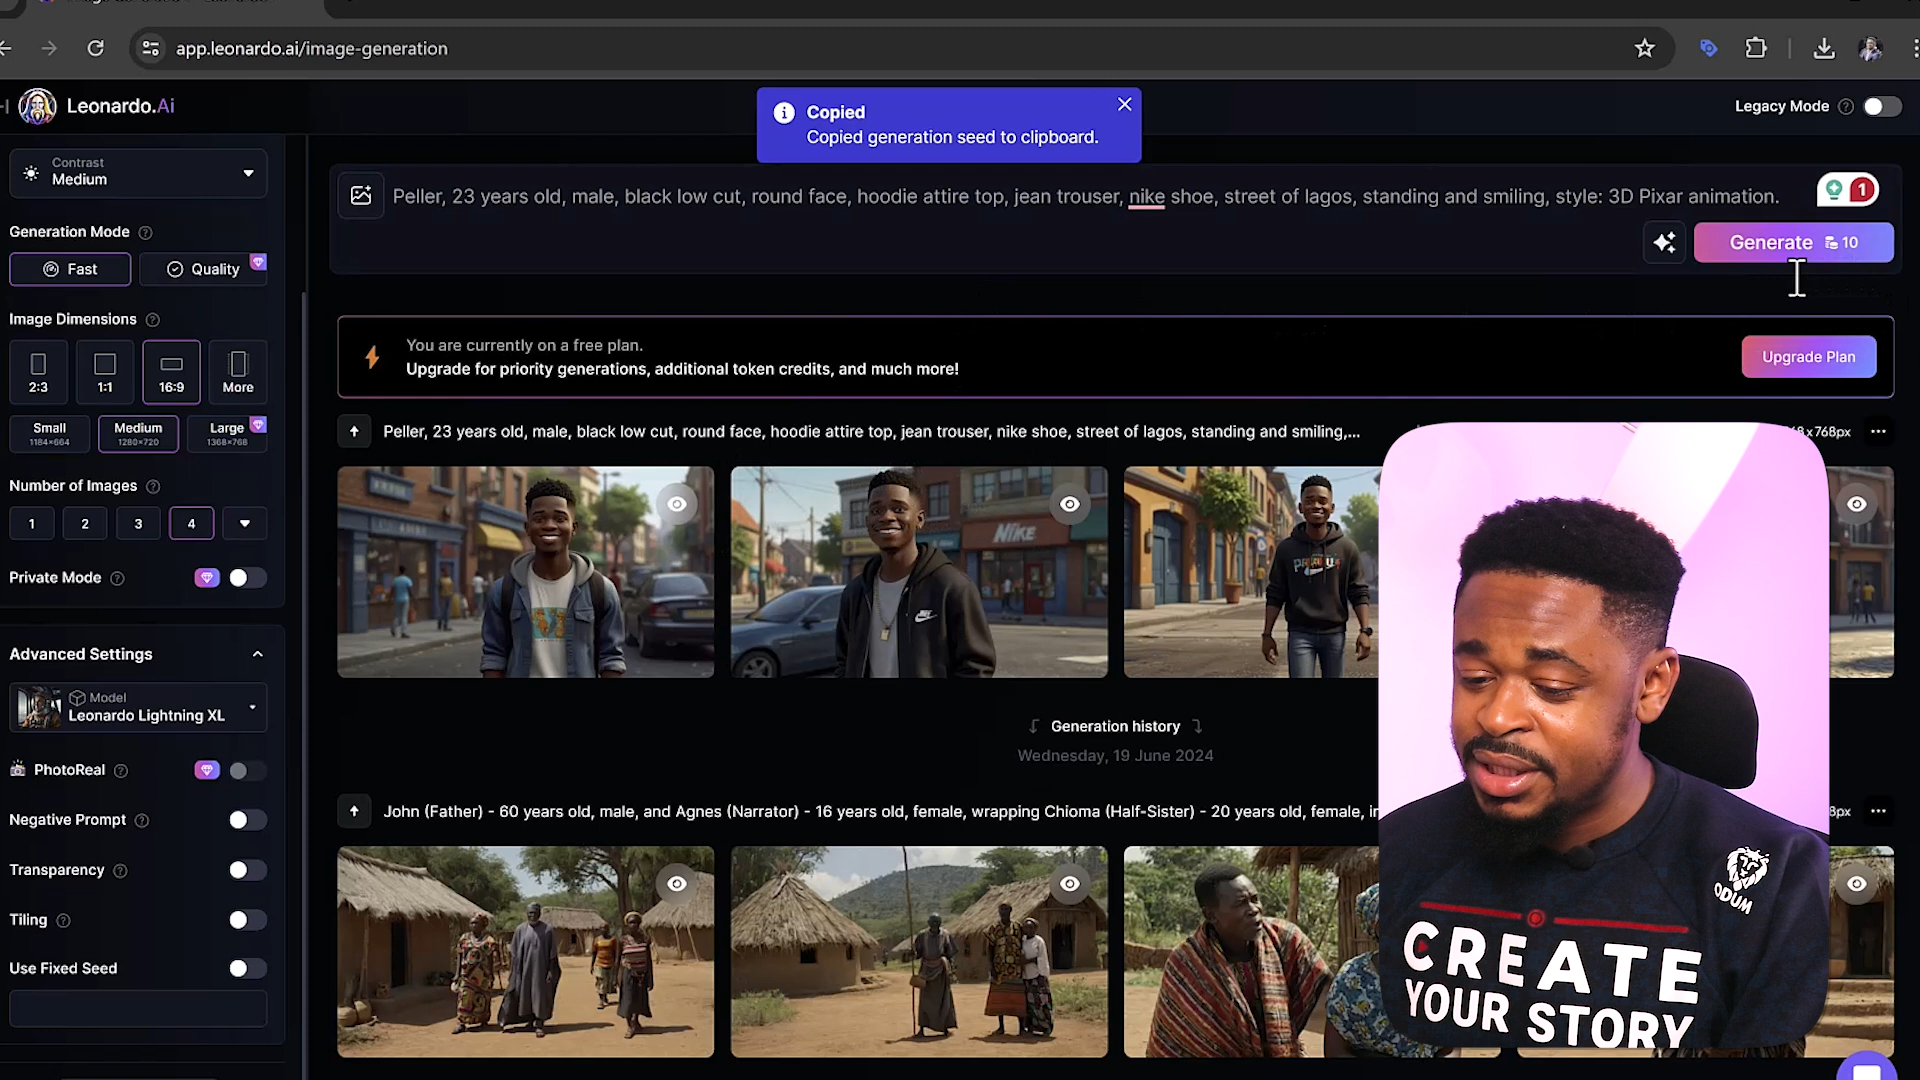 app.leonardo.ai/image-generation
Leonardo.Ai
Copied
Copied generation seed to clipboard.
Legacy Mode
Contrast
Medium
Peller, 23 years old, male, black low cut, round face, hoodie attire top, jean trouser, nike shoe, street of lagos, standing and smiling, style: 3D Pixar animation.
1
Generate 10
Generation Mode
Fast
Quality
Image Dimensions
2:3
1:1
16:9
More
Small
1184×664
Medium
1280×720
Large
1368×768
Number of Images
1
2
3
4
Private Mode
Advanced Settings
Model
Leonardo Lightning XL
PhotoReal
Negative Prompt
Transparency
Tiling
Use Fixed Seed
You are currently on a free plan.
Upgrade for priority generations, additional token credits, and much more!
Upgrade Plan
Peller, 23 years old, male, black low cut, round face, hoodie attire top, jean trouser, nike shoe, street of lagos, standing and smiling,...
x768px
NIKE
Generation history
Wednesday, 19 June 2024
John (Father) - 60 years old, male, and Agnes (Narrator) - 16 years old, female, wrapping Chioma (Half-Sister) - 20 years old, female, in
8px
ODUM
CREATE
YOUR STORY